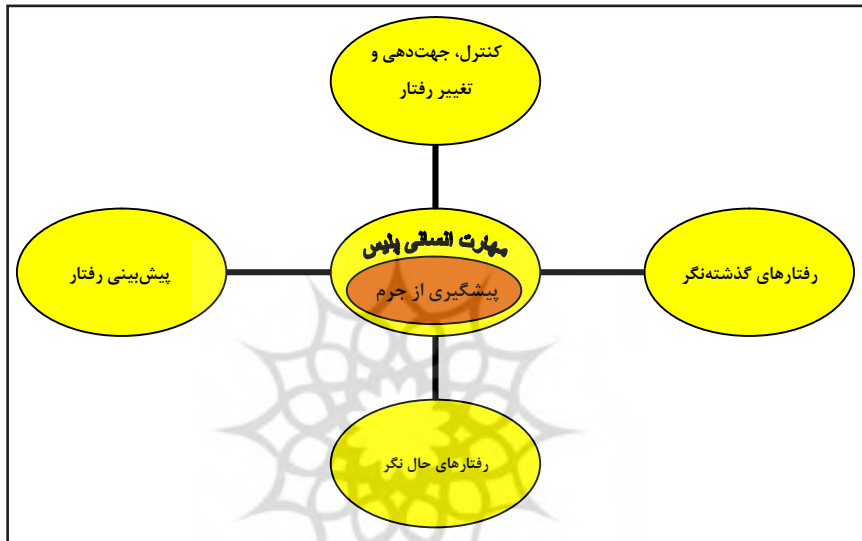 کنترل، جهت‌دهی و
تغییر رفتار
مهارت انسانی پلیس
پیشگیری از جرم
رفتارهای گذشته‌نگر
پیش‌بینی رفتار
رفتارهای حال نگر